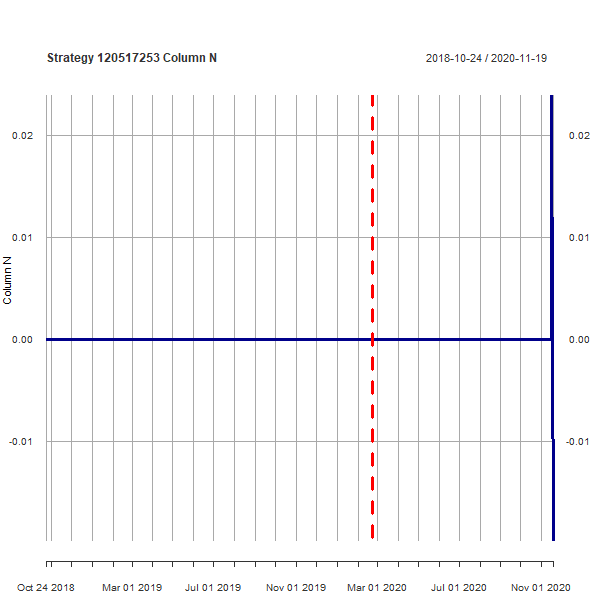 Strategy 120517253 Column N 2018-10-24 / 2020-11-19
0.02 0.02
0.01 0.01
Column N
0.00 0.00
-0.01 -0.01
Oct 24 2018 Mar 01 2019 Jul 01 2019 Nov 01 2019 Mar 01 2020 Jul 01 2020 Nov 01 2020